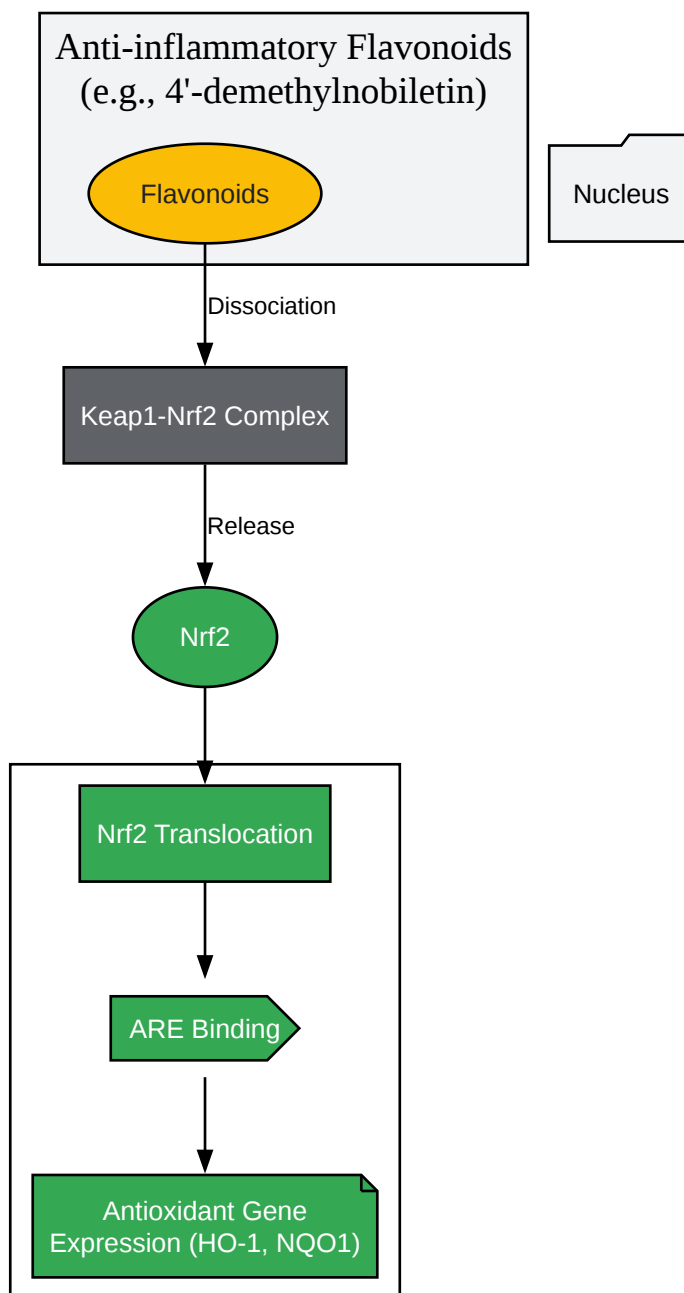 Anti-inflammatory Flavonoids
(e.g., 4'-demethylnobiletin)
Flavonoids
Nucleus
Dissociation
Keap1-Nrf2 Complex
Release
Nrf2
Nrf2 Translocation
ARE Binding
Antioxidant Gene
Expression (HO-1, NQO1)